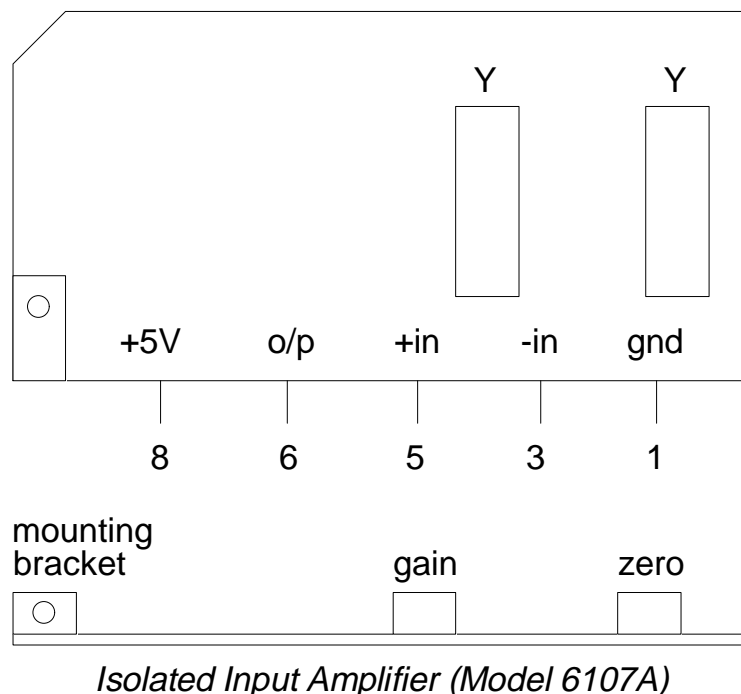 Y Y
+5V o/p +in -in gnd
8 6 5 3 1
mounting
bracket gain zero
Isolated Input Amplifier (Model 6107A)